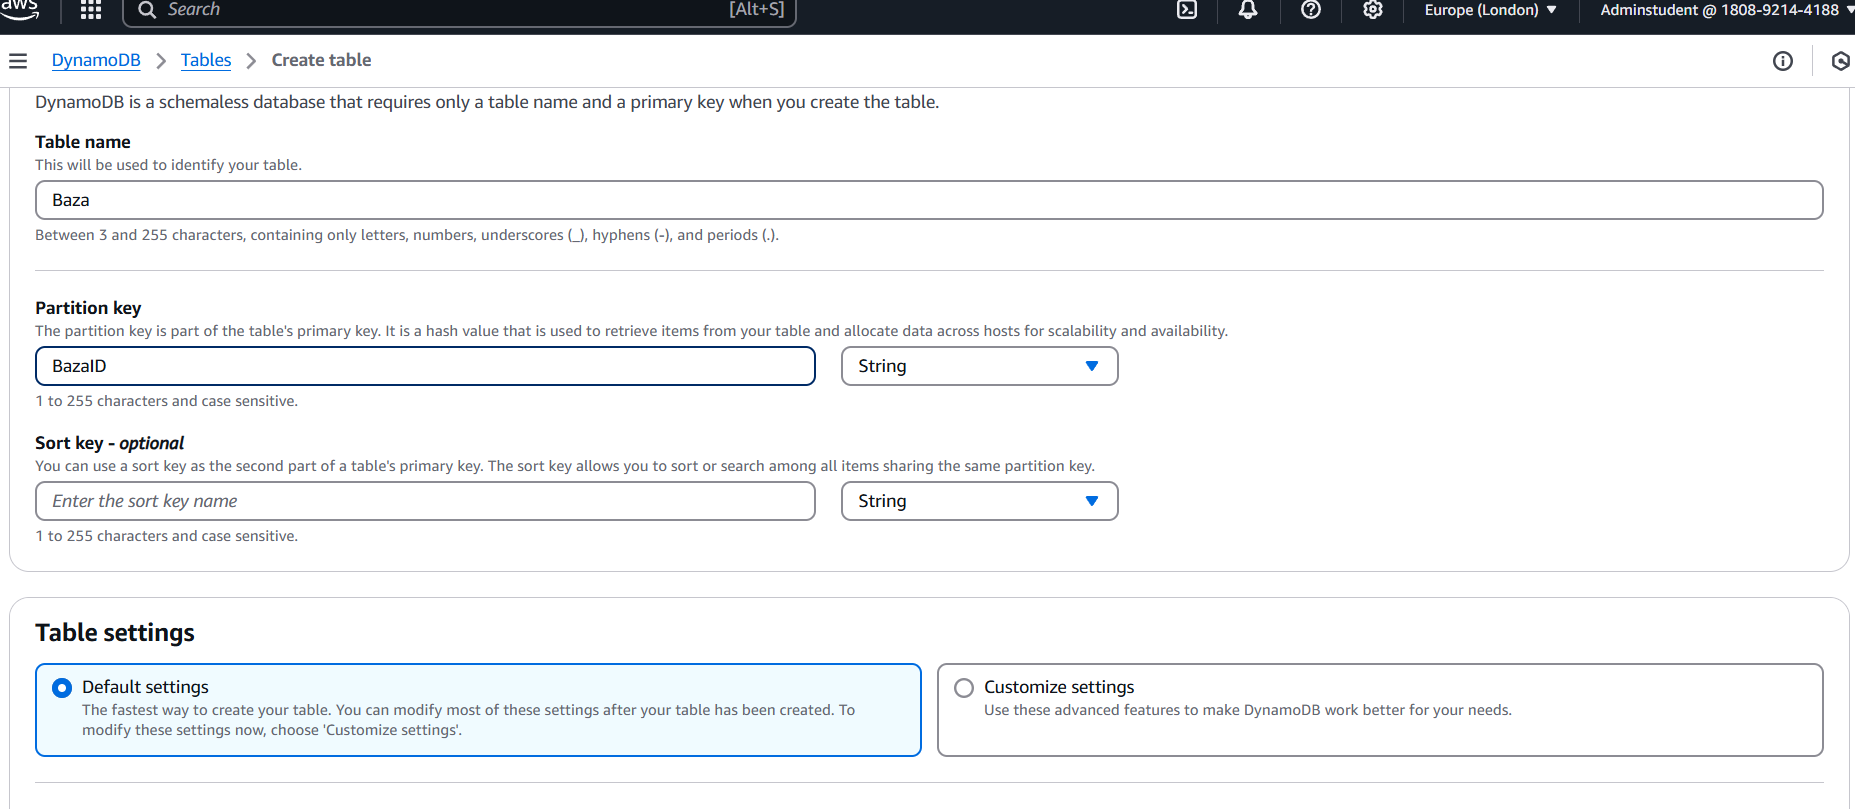 aws
Search [Alt+S] Europe (London) Adminstudent @ 1808-9214-4188
DynamoDB Tables Create table
DynamoDB is a schemaless database that requires only a table name and a primary key when you create the table.
Table name
This will be used to identify your table.
Baza
Between 3 and 255 characters, containing only letters, numbers, underscores (_), hyphens (-), and periods (.).
Partition key
The partition key is part of the table's primary key. It is a hash value that is used to retrieve items from your table and allocate data across hosts for scalability and availability.
BazaID String
1 to 255 characters and case sensitive.
Sort key - optional
You can use a sort key as the second part of a table's primary key. The sort key allows you to sort or search among all items sharing the same partition key.
Enter the sort key name String
1 to 255 characters and case sensitive.
Table settings
Default settings
The fastest way to create your table. You can modify most of these settings after your table has been created. To
modify these settings now, choose 'Customize settings'.
Customize settings
Use these advanced features to make DynamoDB work better for your needs.